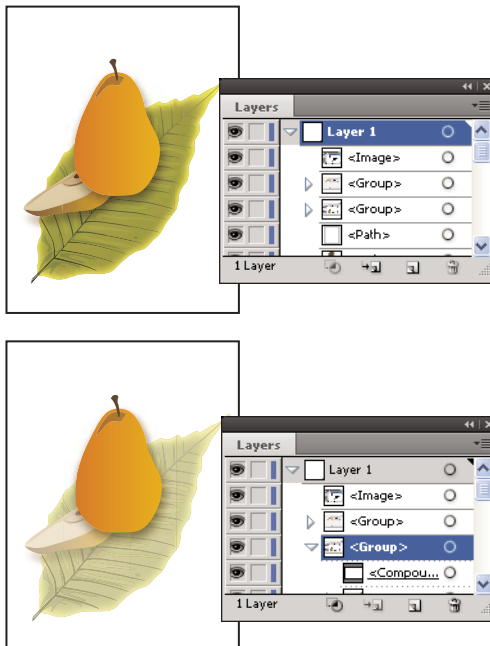 Layers
Layer 1
<Image>
<Group>
<Group>
<Path>
1 Layer
Layers
Layer 1
<Image>
<Group>
<Group>
<Compou...
1 Layer